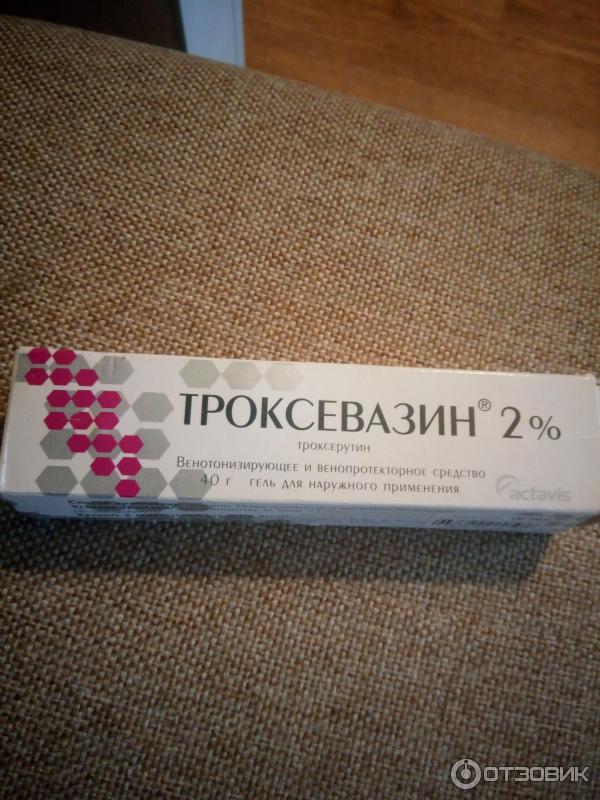 ТРОКСЕВАЗИН® 2%
троксерутин
Венотонизирующее и венопротекторное средство
40 г гель для наружного применения
actavis
ОТЗОВИК